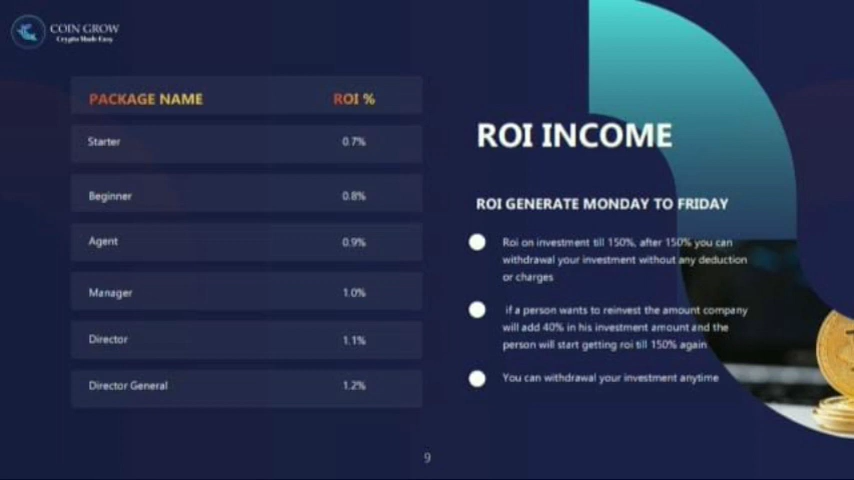 COIN GROW
Crypto Made Easy
PACKAGE NAME ROI %
Starter 0.7%
Beginner 0.8%
Agent 0.9%
Manager 1.0%
Director 1.1%
Director General 1.2%
ROI INCOME
ROI GENERATE MONDAY TO FRIDAY
Roi on investment till 150%, after 150% you can
withdrawal your investment without any deduction
or charges
if a person wants to reinvest the amount company
will add 40% in his investment amount and the
person will start getting roi till 150% again
You can withdrawal your investment anytime
9